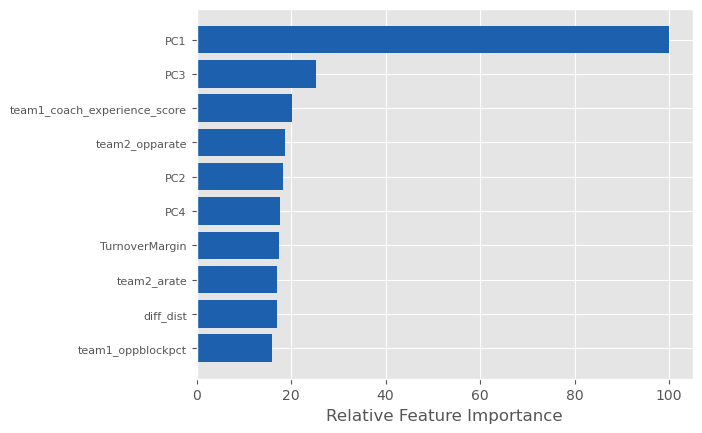 PC1
PC3
team1_coach_experience_score
team2_opparate
PC2
PC4
TurnoverMargin
team2_arate
diff_dist
team1_oppblockpct
0 20 40 60 80 100
Relative Feature Importance